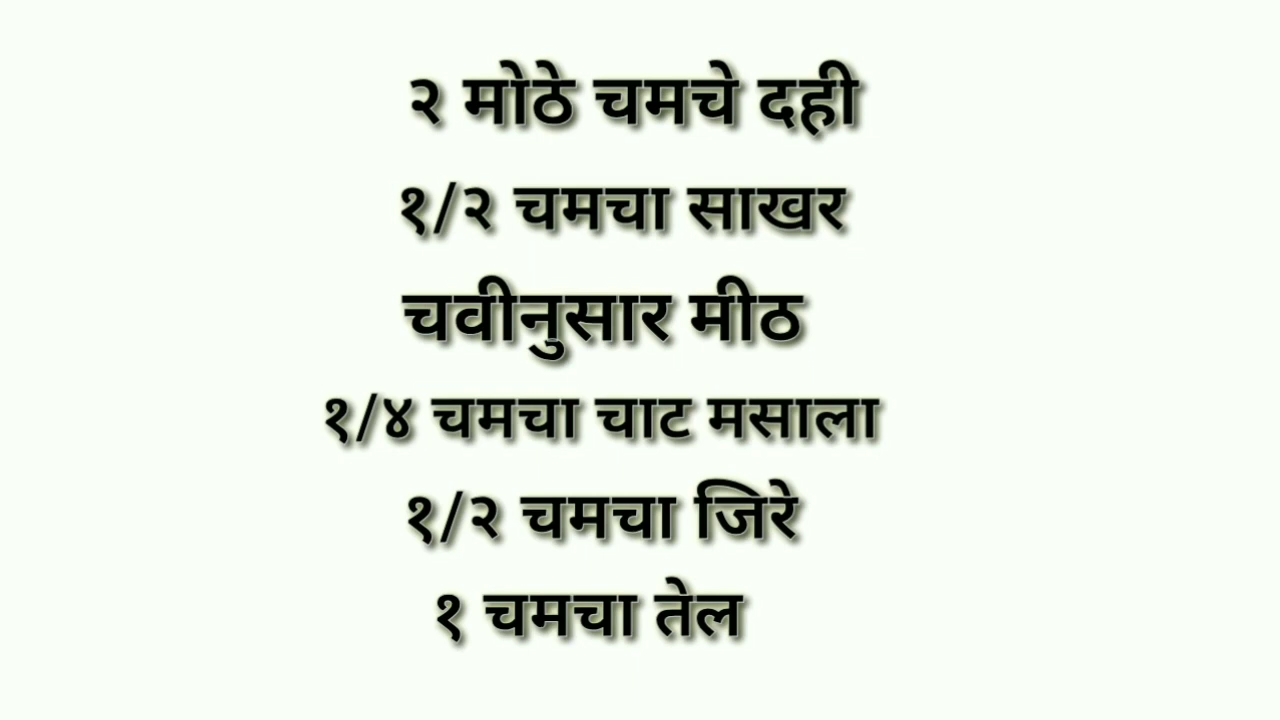 २ मोठे चमचे दही
१/२ चमचा साखर
चवीनुसार मीठ
१/४ चमचा चाट मसाला
१/२ चमचा जिरे
१ चमचा तेल